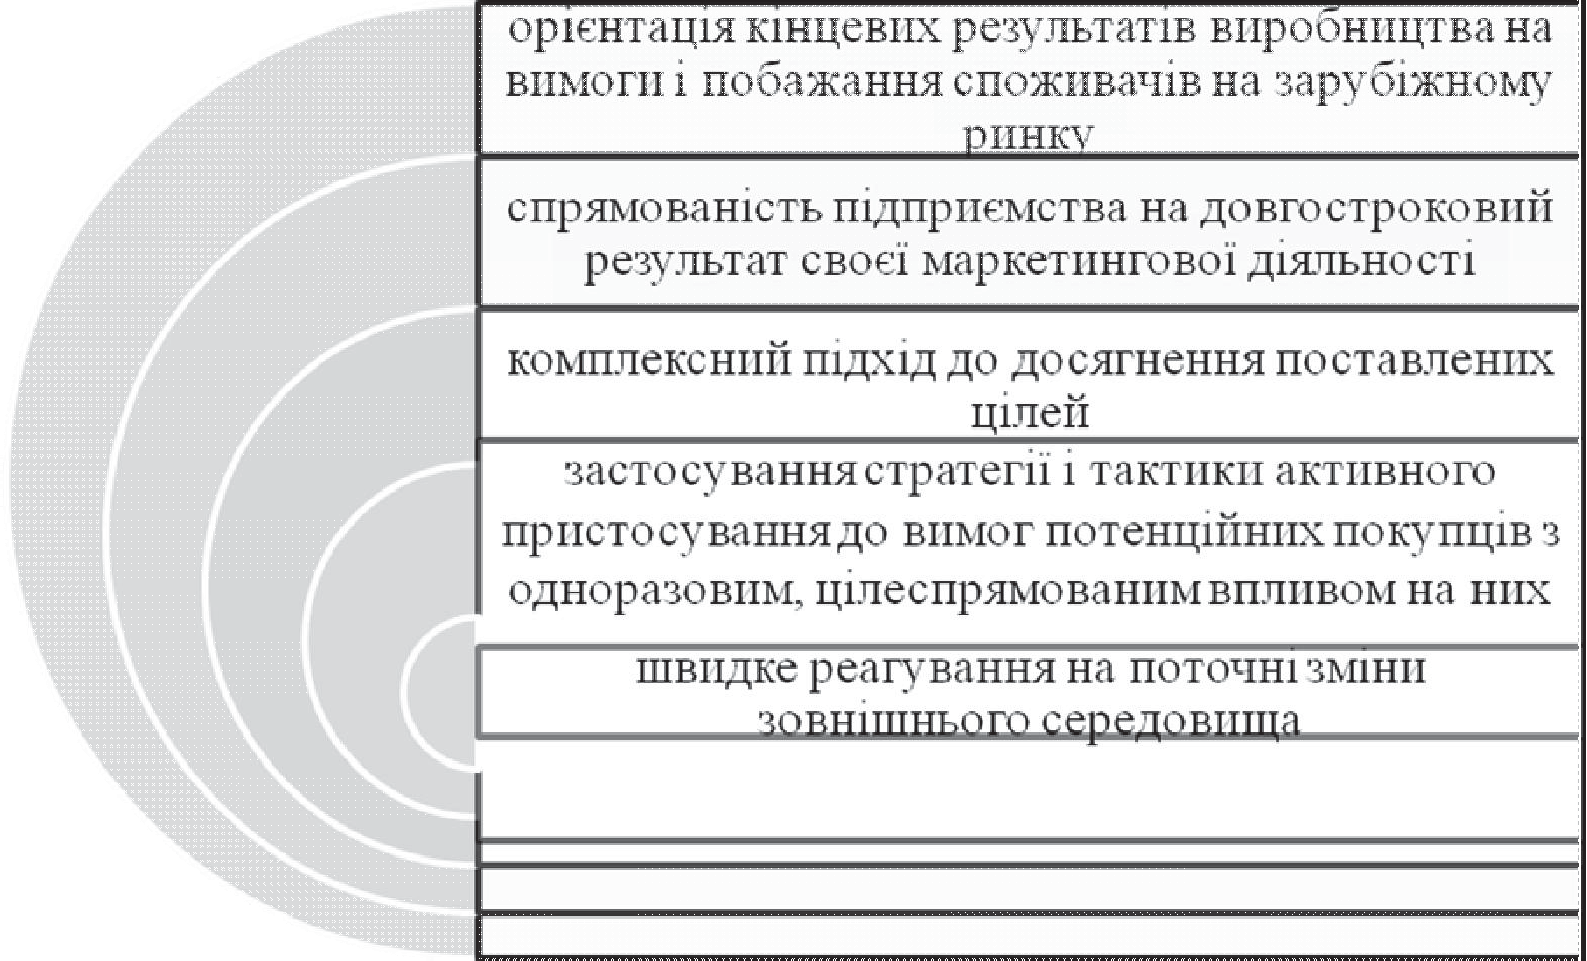 орієнтація кінцевих результатів виробництва на
вимоги і побажання споживачів на зарубіжному
ринку
спрямованість підприємства на довгостроковий
результат своєї маркетингової діяльності
комплексний підхід до досягнення поставлених
цілей
застосування стратегії і тактики активного
пристосування до вимог потенційних покупців з
одноразовим, цілеспрямованим впливом на них
швидке реагування на поточні зміни
зовнішнього середовища